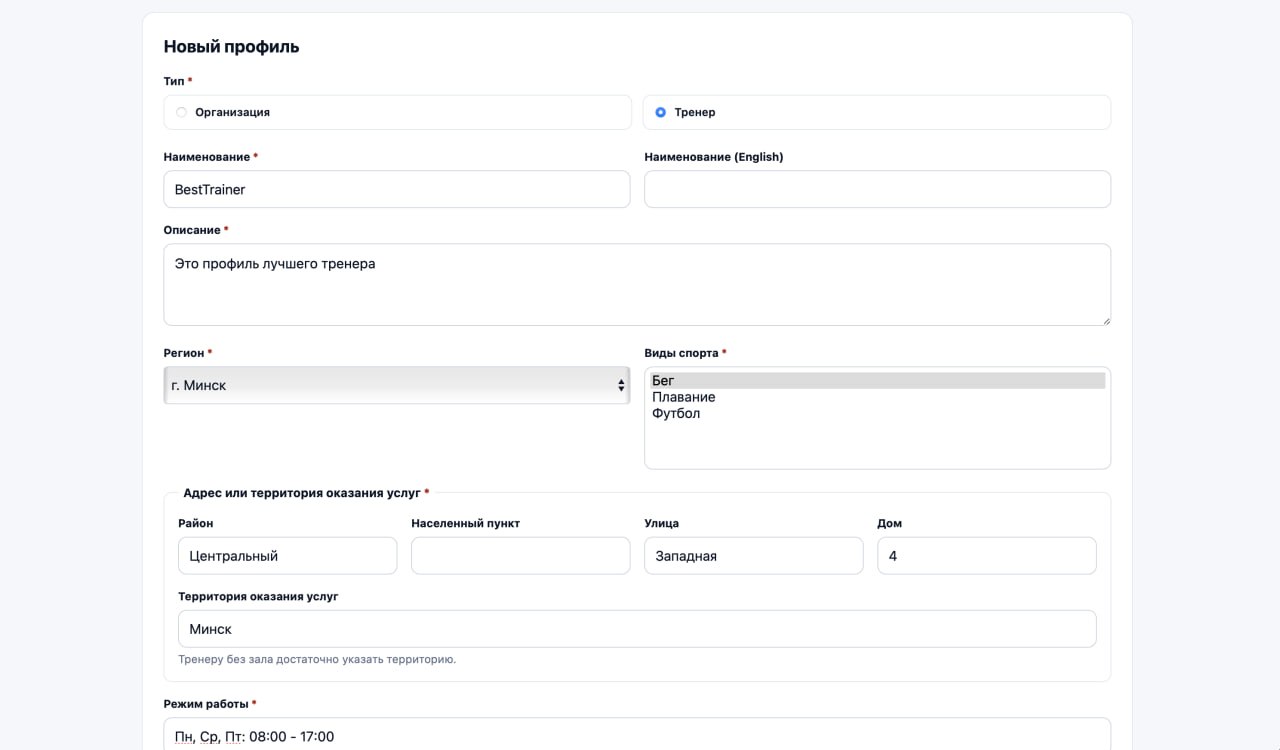 Новый профиль
Тип *
Организация
Тренер
Наименование *
Наименование (English)
BestTrainer
Описание *
Это профиль лучшего тренера
Регион *
Виды спорта *
г. Минск
Бег
Плавание
Футбол
Адрес или территория оказания услуг *
Район
Населенный пункт
Улица
Дом
Центральный
Западная
4
Территория оказания услуг
Минск
Тренеру без зала достаточно указать территорию.
Режим работы *
Пн, Ср, Пт: 08:00 - 17:00